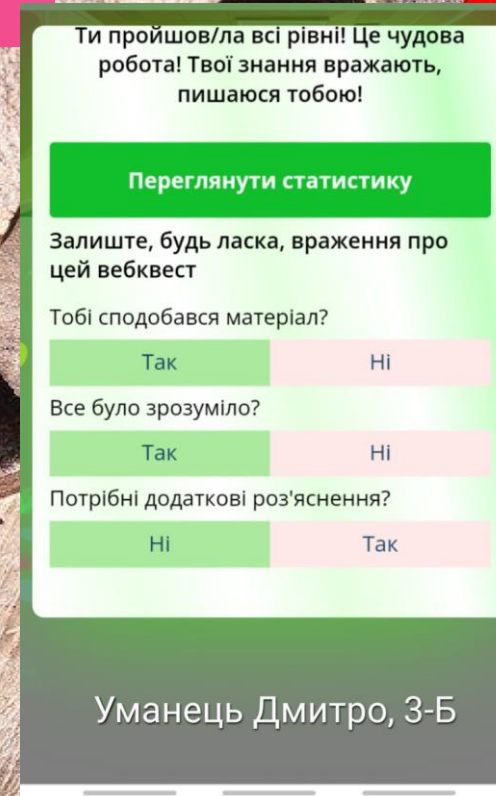 Ти пройшов/ла всі рівні! Це чудова
робота! Твої знання вражають,
пишаюся тобою!
Переглянути статистику
Залиште, будь ласка, враження про
цей вебквест
Тобі сподобався матеріал?
Так Ні
Все було зрозуміло?
Так Ні
Потрібні додаткові роз'яснення?
Ні Так
Уманець Дмитро, 3-Б